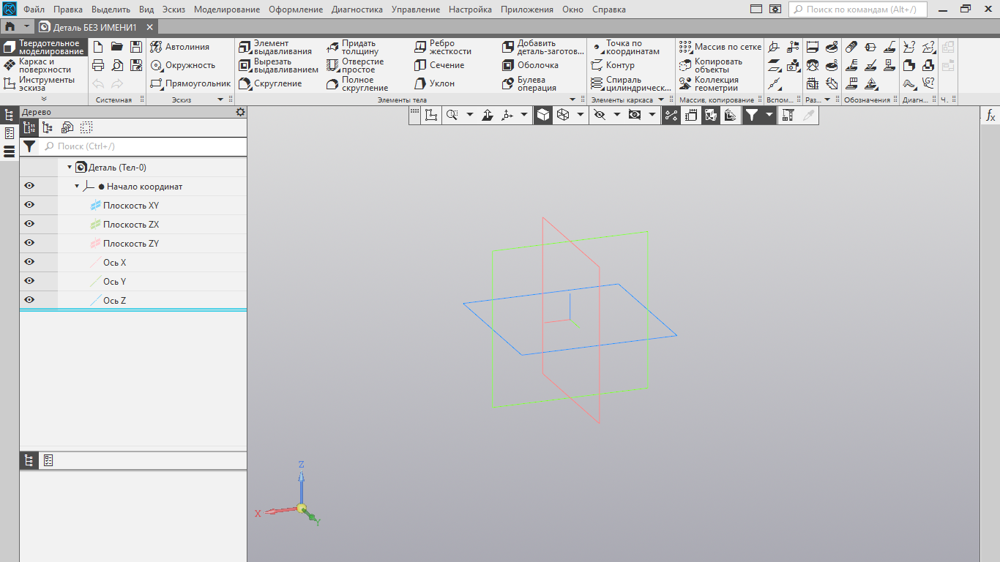 Файл Правка Выделить Вид Эскиз Моделирование Оформление Диагностика Управление Настройка Приложения Окно Справка Поиск по командам (Alt+/)
Деталь БЕЗ ИМЕНИ1
Твердотельное моделирование
Каркас и поверхности
Инструменты эскиза
Системная
Автолиния
Окружность
Прямоугольник
Эскиз
Элемент выдавливания
Вырезать выдавливанием
Скругление
Придать толщину
Отверстие простое
Полное скругление
Ребро жесткости
Сечение
Уклон
Добавить деталь-заготов...
Оболочка
Булева операция
Элементы тела
Точка по координатам
Контур
Спираль цилиндрическ...
Элементы каркаса
Массив по сетке
Копировать объекты
Коллекция геометрии
Массив, копирование
Вспом...
Раз...
Обозначения
Диагн...
Ч..
Дерево
Поиск (Ctrl+/)
Деталь (Тел-0)
Начало координат
Плоскость XY
Плоскость ZX
Плоскость ZY
Ось X
Ось Y
Ось Z
fx
Z
X
Y